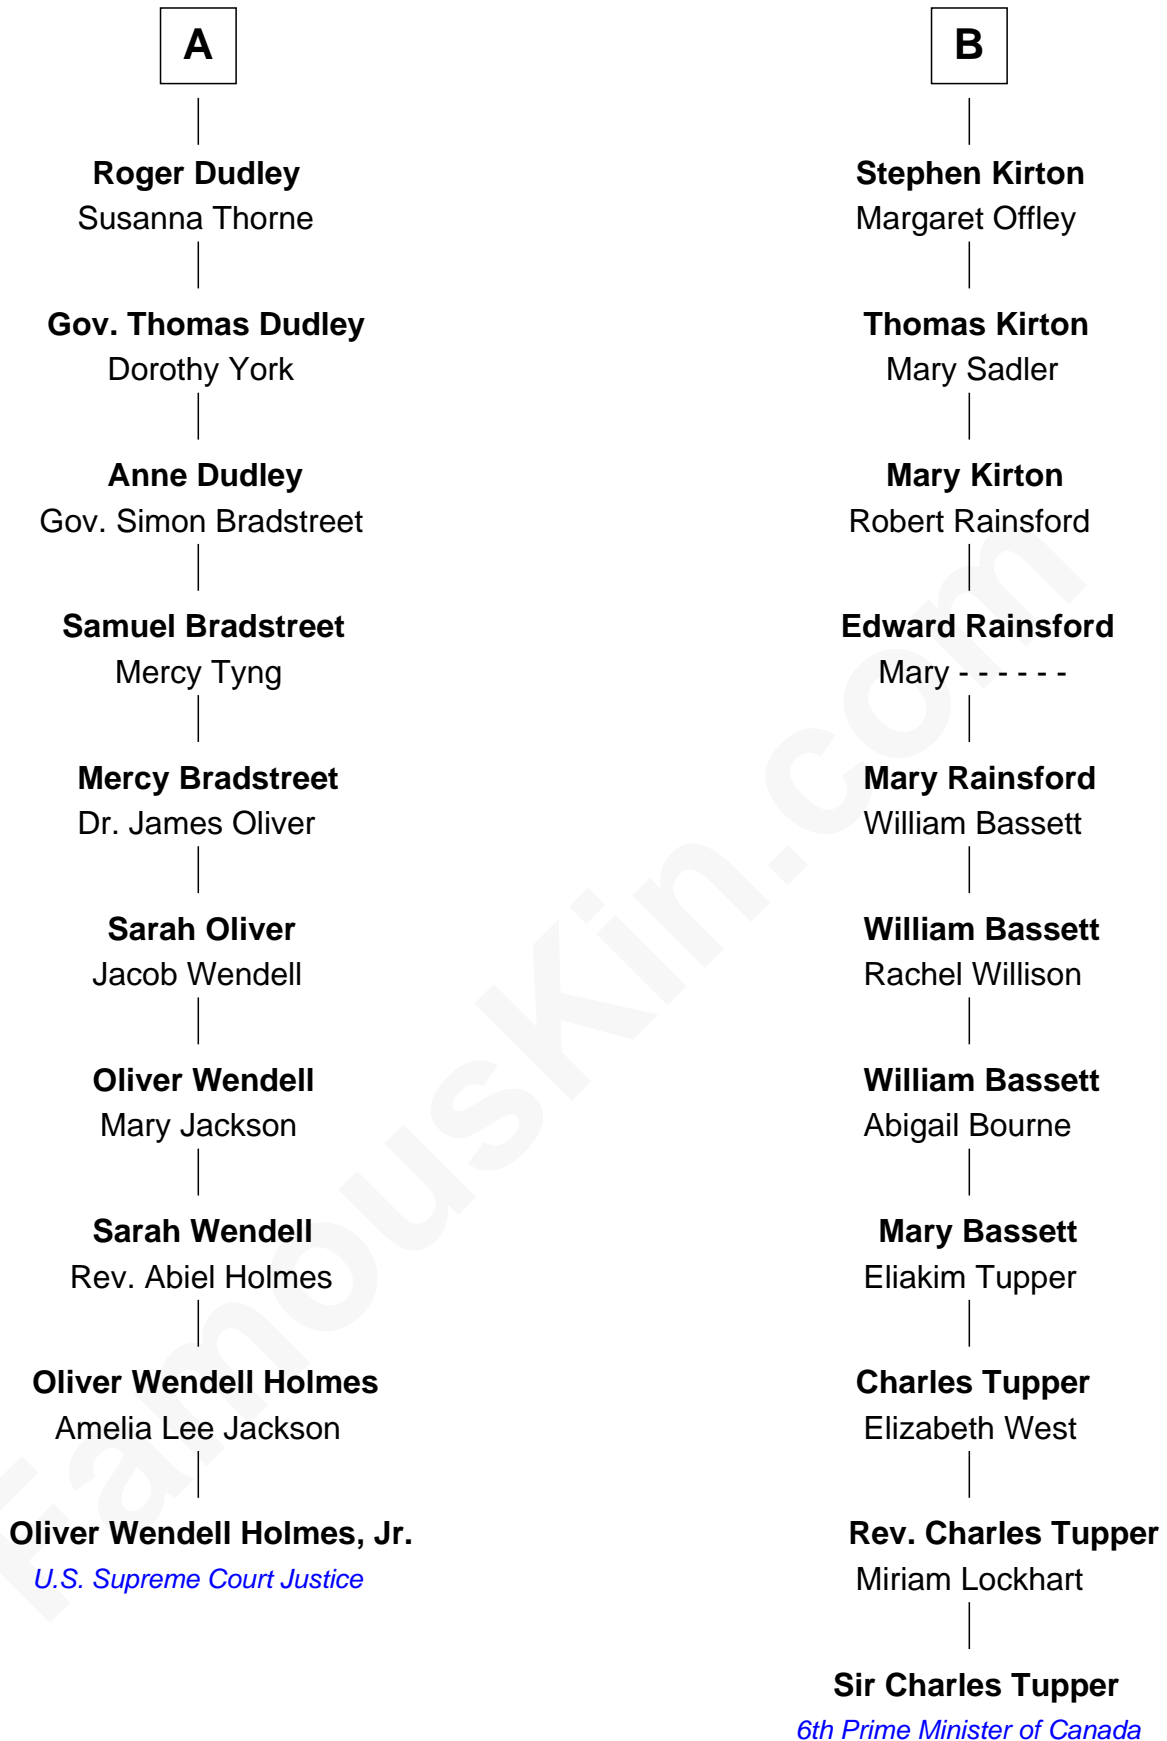 A
Roger Dudley
Susanna Thorne
Gov. Thomas Dudley
Dorothy York
Anne Dudley
Gov. Simon Bradstreet
Samuel Bradstreet
Mercy Tyng
Mercy Bradstreet
Dr. James Oliver
Sarah Oliver
Jacob Wendell
Oliver Wendell
Mary Jackson
Sarah Wendell
Rev. Abiel Holmes
Oliver Wendell Holmes
Amelia Lee Jackson
Oliver Wendell Holmes, Jr.
U.S. Supreme Court Justice
B
Stephen Kirton
Margaret Offley
Thomas Kirton
Mary Sadler
Mary Kirton
Robert Rainsford
Edward Rainsford
Mary - - - - - -
Mary Rainsford
William Bassett
William Bassett
Rachel Willison
William Bassett
Abigail Bourne
Mary Bassett
Eliakim Tupper
Charles Tupper
Elizabeth West
Rev. Charles Tupper
Miriam Lockhart
Sir Charles Tupper
6th Prime Minister of Canada
FamousKin.com